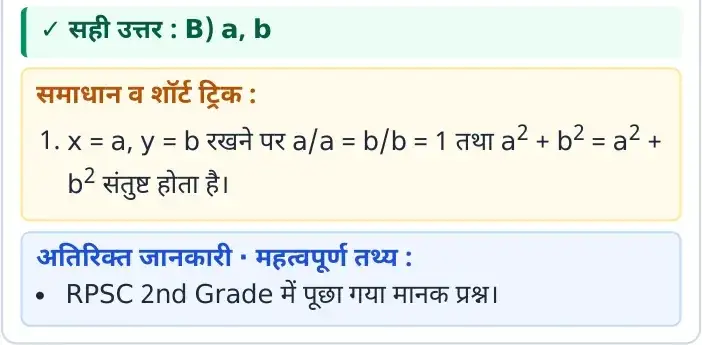 ✓ सही उत्तर : B) a, b
समाधान व शॉर्ट ट्रिक :
1. x = a, y = b रखने पर a/a = b/b = 1 तथा a² + b² = a² +
b² संतुष्ट होता है।
अतिरिक्त जानकारी · महत्वपूर्ण तथ्य :
• RPSC 2nd Grade में पूछा गया मानक प्रश्न।